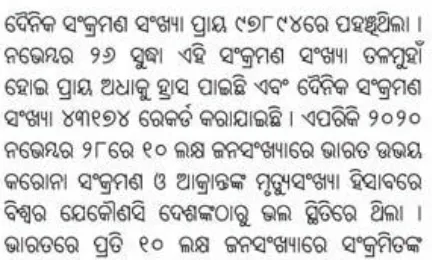 ଦୈନିକ ସଂକ୍ରମଣ ସଂଖ୍ୟା ପ୍ରାୟ ୯୭୮୯୪ରେ ପହଞ୍ଚିଥିଲା ।
ନଭେମ୍ବର ୨୬ ସୁଦ୍ଧା ଏହି ସଂକ୍ରମଣ ସଂଖ୍ୟା ତଳମୁହାଁ
ହୋଇ ପ୍ରାୟ ଅଧାକୁ ହ୍ରାସ ପାଇଛି ଏବଂ ଦୈନିକ ସଂକ୍ରମଣ
ସଂଖ୍ୟା ୪୩୧୭୪ ରେକର୍ଡ କରାଯାଇଛି । ଏପରିକି ୨୦୨୦
ନଭେମ୍ବର ୨୮ରେ ୧୦ ଲକ୍ଷ ଜନସଂଖ୍ୟାରେ ଭାରତ ଉଭୟ
କରୋନା ସଂକ୍ରମଣ ଓ ଆକ୍ରାନ୍ତଙ୍କ ମୃତ୍ୟୁସଂଖ୍ୟା ହିସାବରେ
ବିଶ୍ବର ଯେକୌଣସି ଦେଶଙ୍କଠାରୁ ଭଲ ସ୍ଥିତିରେ ଥିଲା ।
ଭାରତରେ ପ୍ରତି ୧୦ ଲକ୍ଷ ଜନସଂଖ୍ୟାରେ ସଂକ୍ରମିତଙ୍କ